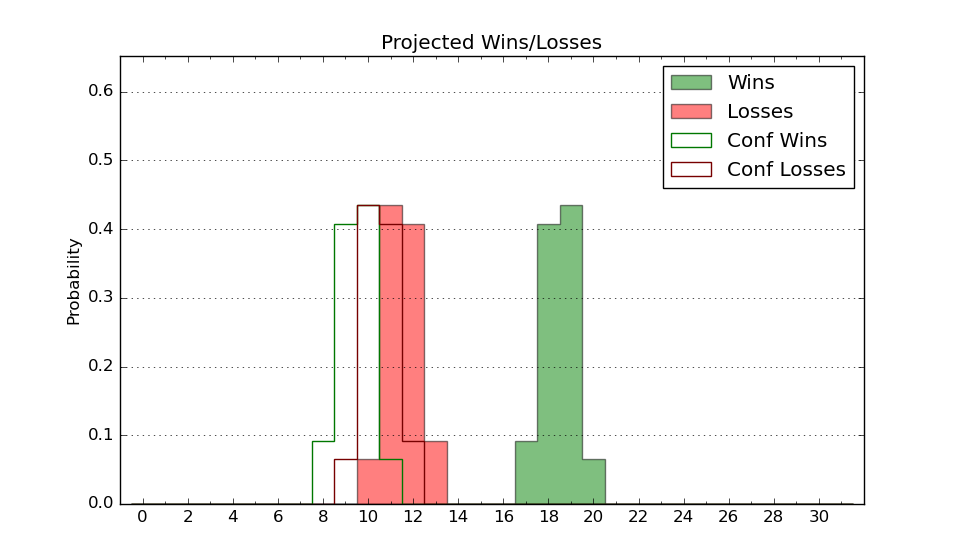 Projected Wins/Losses
Wins
Losses
Conf Wins
Conf Losses
Probability
0.6
0.5
0.4
0.3
0.2
0.1
0.0
0 2 4 6 8 10 12 14 16 18 20 22 24 26 28 30